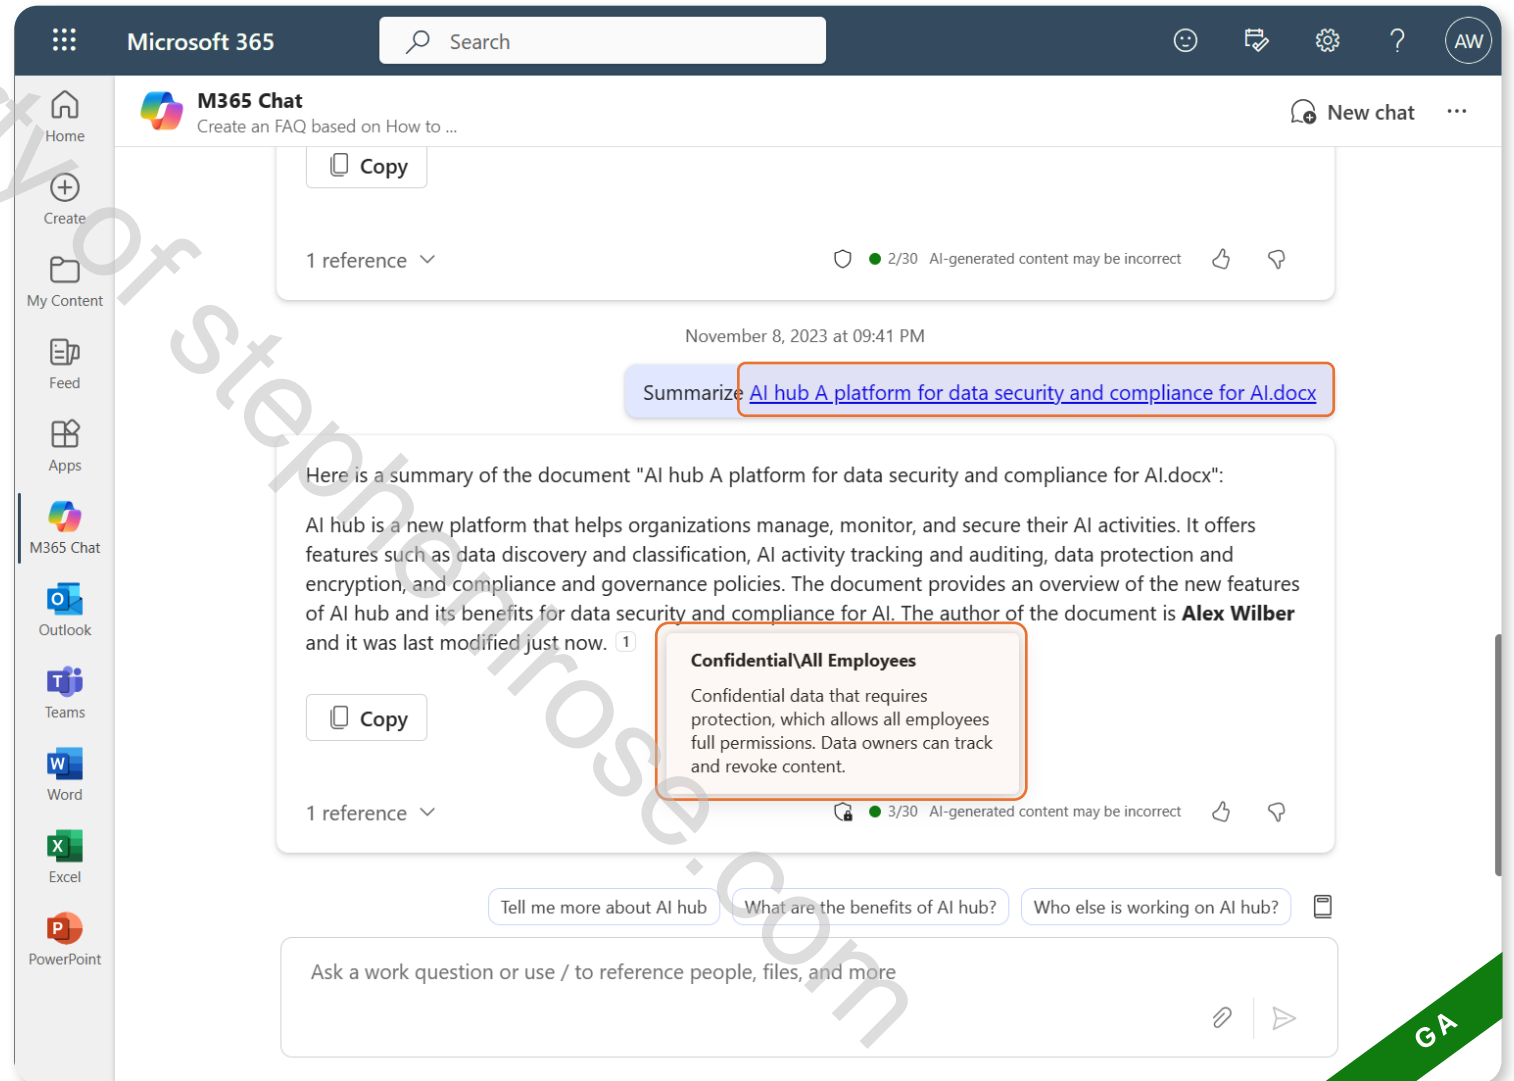 Microsoft 365
Search
AW
M365 Chat
Create an FAQ based on How to ...
New chat
Home
Create
My Content
Feed
Apps
M365 Chat
Outlook
Teams
Word
Excel
PowerPoint
Copy
1 reference
2/30 AI-generated content may be incorrect
November 8, 2023 at 09:41 PM
Summarize AI hub A platform for data security and compliance for AI.docx
Here is a summary of the document "AI hub A platform for data security and compliance for AI.docx":
AI hub is a new platform that helps organizations manage, monitor, and secure their AI activities. It offers
features such as data discovery and classification, AI activity tracking and auditing, data protection and
encryption, and compliance and governance policies. The document provides an overview of the new features
of AI hub and its benefits for data security and compliance for AI. The author of the document is Alex Wilber
and it was last modified just now. 1
Confidential\All Employees
Confidential data that requires
protection, which allows all employees
full permissions. Data owners can track
and revoke content.
Copy
1 reference
3/30 AI-generated content may be incorrect
Tell me more about AI hub
What are the benefits of AI hub?
Who else is working on AI hub?
Ask a work question or use / to reference people, files, and more
GA
of stephenlrose.com